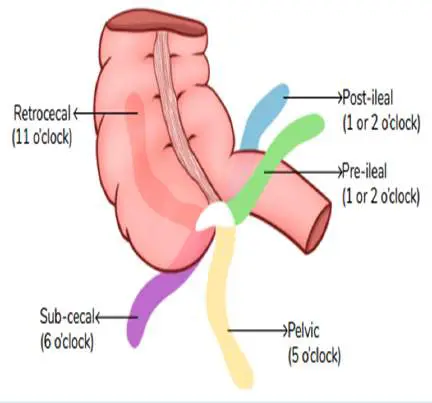 Retrocecal
(11 o'clock)
Post-ileal
(1 or 2 o'clock)
Pre-ileal
(1 or 2 o'clock)
Sub-cecal
(6 o'clock)
Pelvic
(5 o'clock)